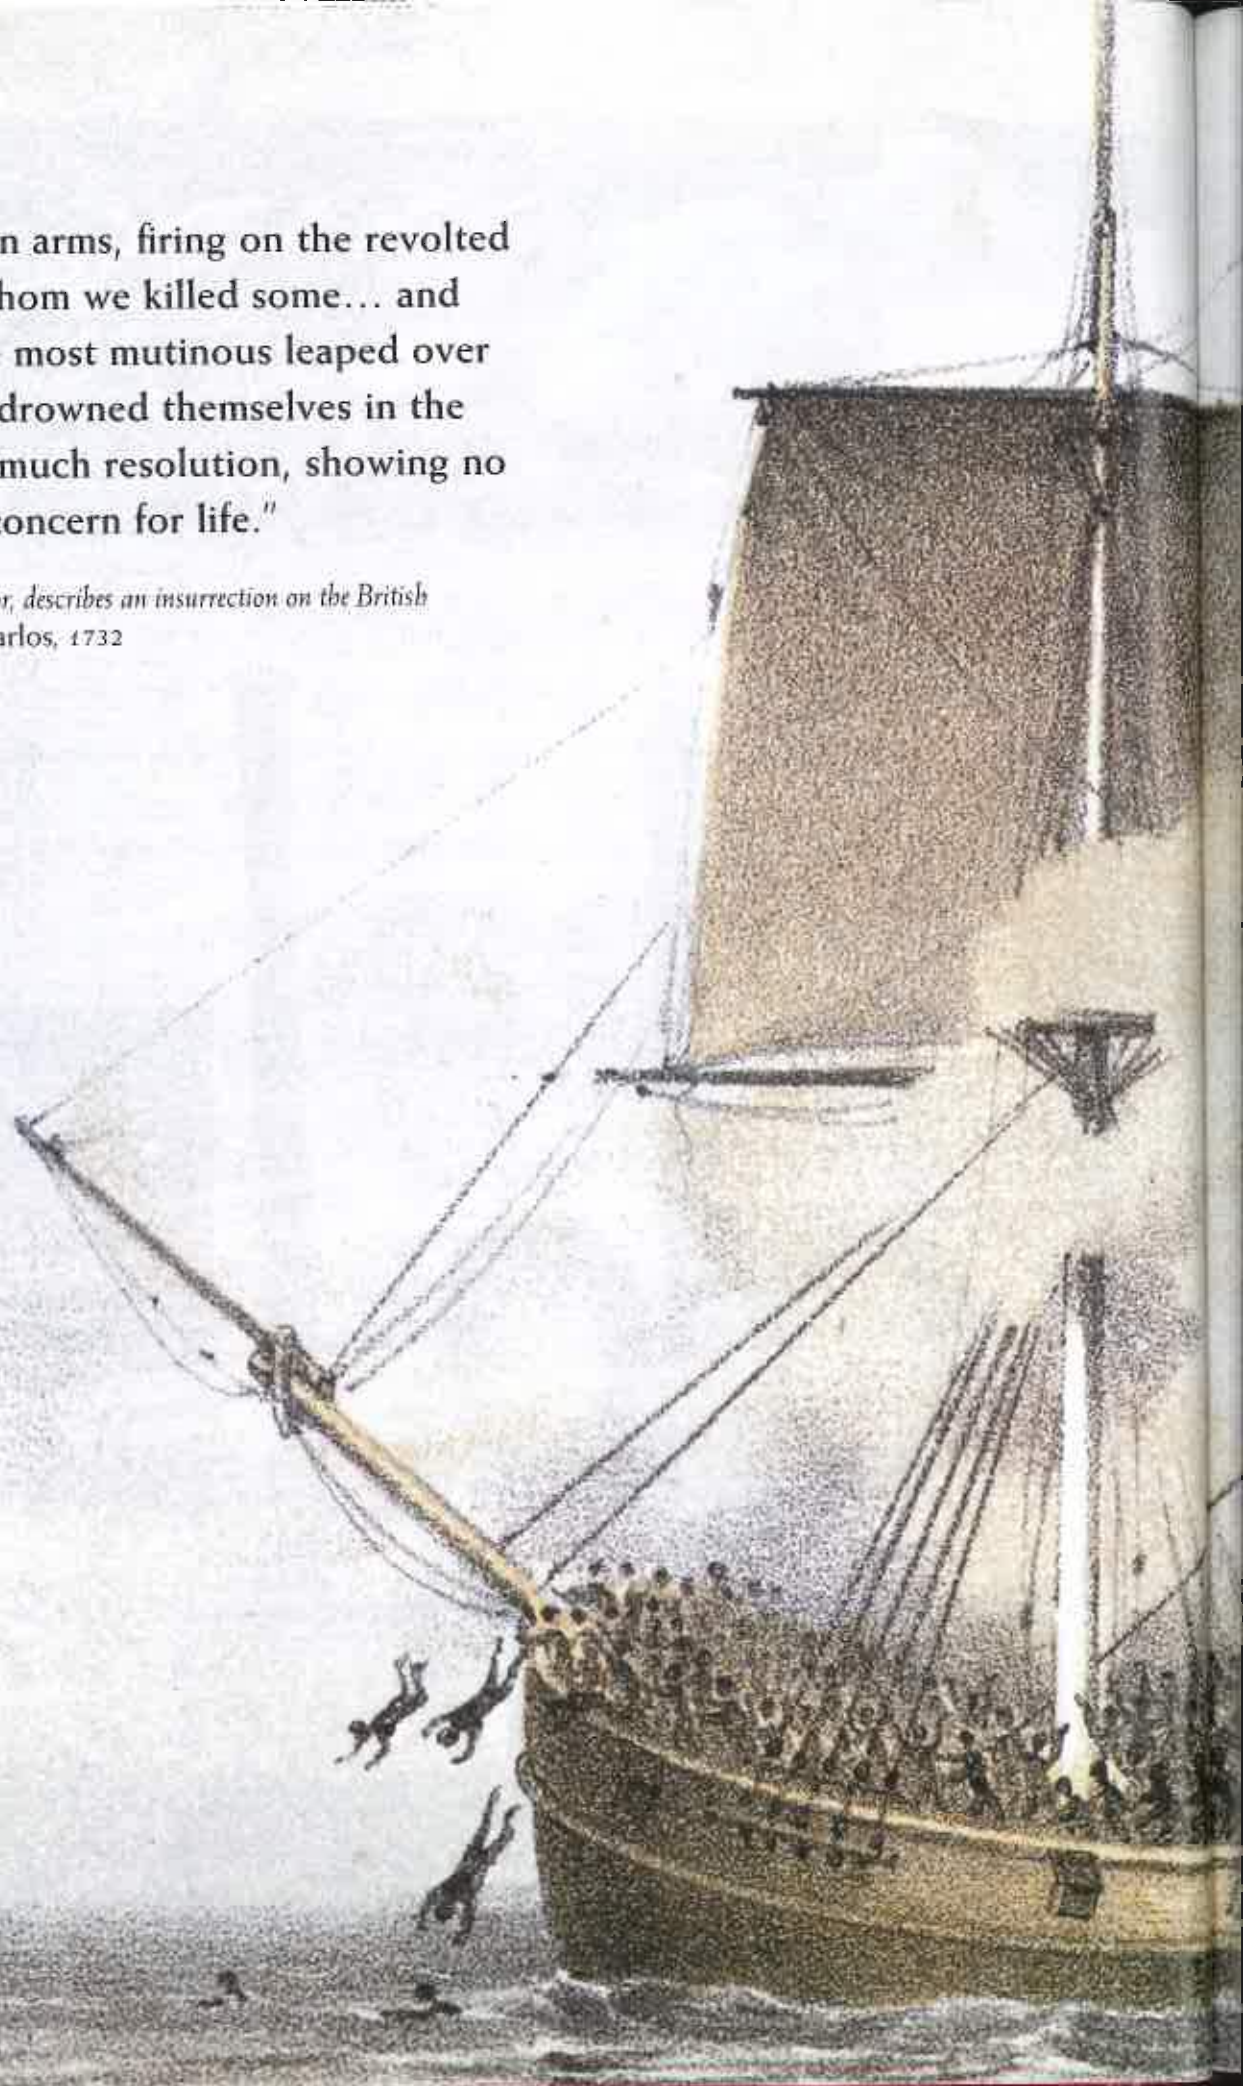 n arms, firing on the revolted
hom we killed some... and
most mutinous leaped over
drowned themselves in the
much resolution, showing no
oncern for life."
r, describes an insurrection on the British
arlos, 1732